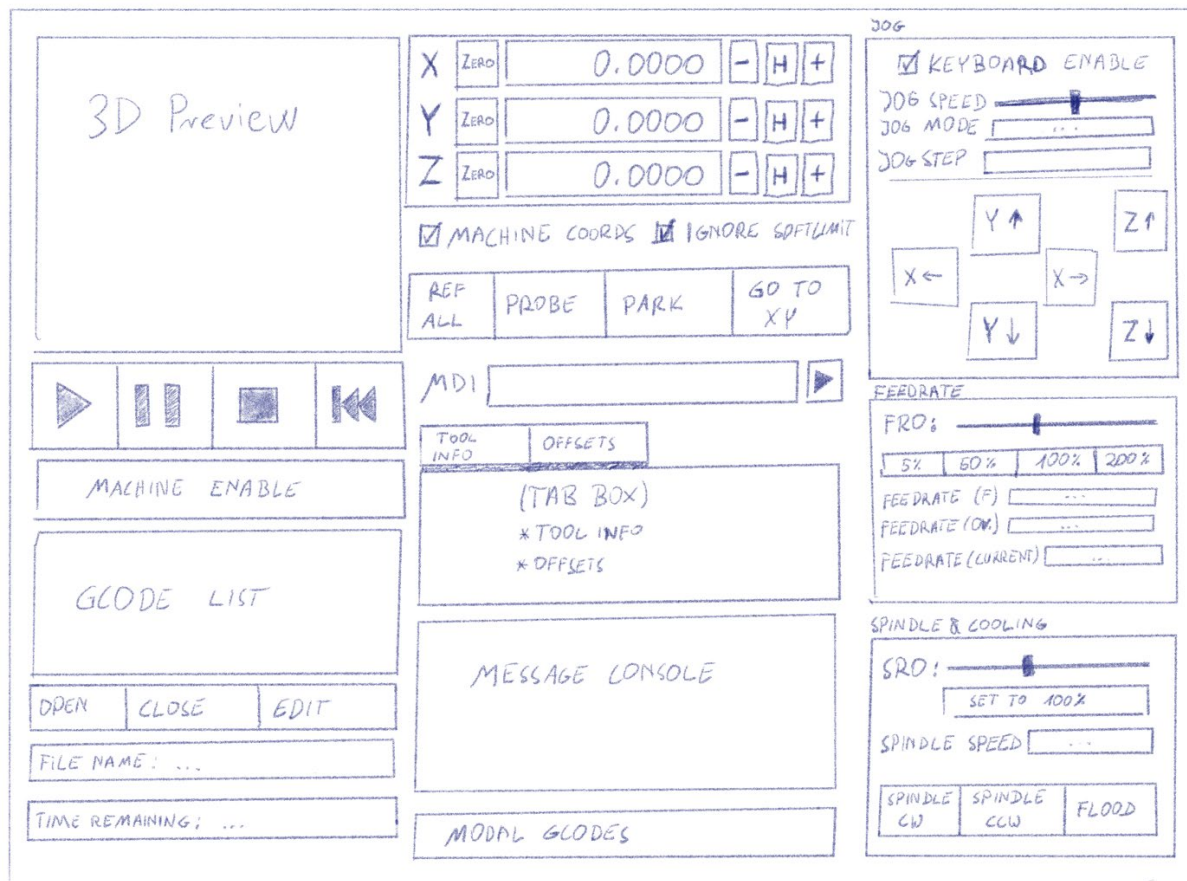 3D Preview
MACHINE ENABLE
GCODE LIST
OPEN CLOSE EDIT
FILE NAME: ...
TIME REMAINING: ...
X ZERO 0.0000 - H +
Y ZERO 0.0000 - H +
Z ZERO 0.0000 - H +
MACHINE COORDS IGNORE SOFTLIMIT
REF
ALL
PROBE
PARK
GO TO
XY
MDI
TOOL
INFO
OFFSETS
(TAB BOX)
* TOOL INFO
* OFFSETS
MESSAGE CONSOLE
MODAL GCODES
JOG
KEYBOARD ENABLE
JOG SPEED
JOG MODE ...
JOG STEP
Y ↑ Z ↑
X ← X →
Y ↓ Z ↓
FEEDRATE
FRO:
5% 50% 100% 200%
FEEDRATE (F) ...
FEEDRATE (OV.) ...
FEEDRATE (CURRENT) ...
SPINDLE & COOLING
SRO:
SET TO 100%
SPINDLE SPEED ...
SPINDLE
CW
SPINDLE
CCW
FLOOD